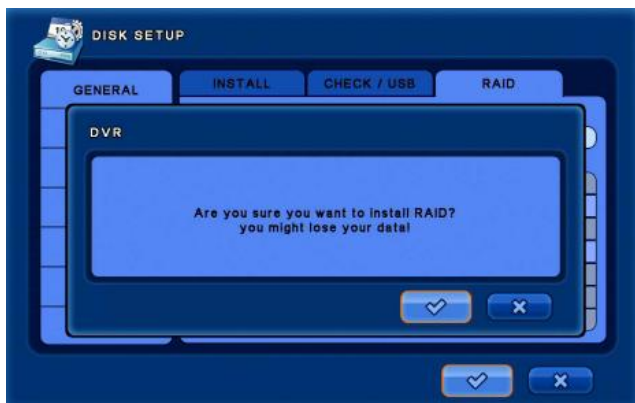 DISK SETUP
GENERAL
INSTALL
CHECK / USB
RAID
DVR
Are you sure you want to install RAID?
you might lose your data!